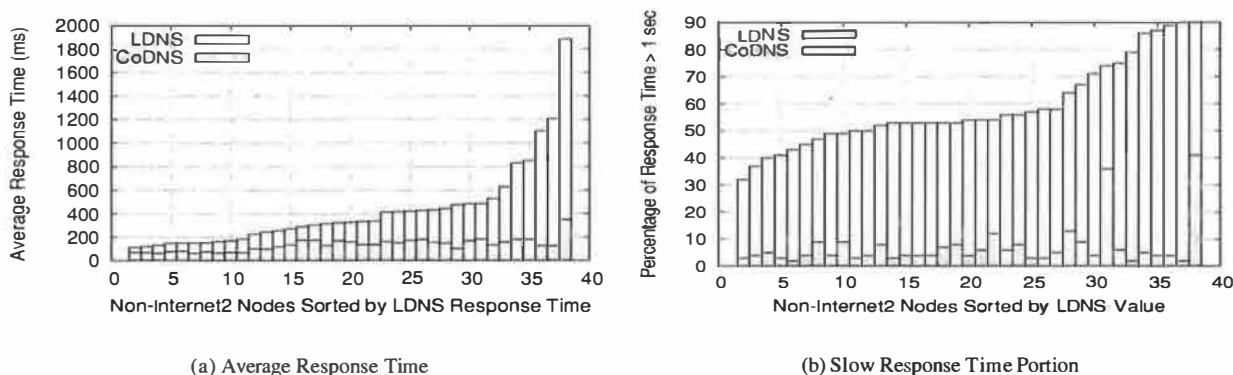 Average Response Time (ms)
2000
1800
1600
1400
1200
1000
800
600
400
200
0
LDNS
CoDNS
0 5 10 15 20 25 30 35 40
Non-Internet2 Nodes Sorted by LDNS Response Time
(a) Average Response Time
Percentage of Response Time > 1 sec
90
80
70
60
50
40
30
20
10
0
LDNS
CoDNS
0 5 10 15 20 25 30 35 40
Non-Internet2 Nodes Sorted by LDNS Value
(b) Slow Response Time Portion